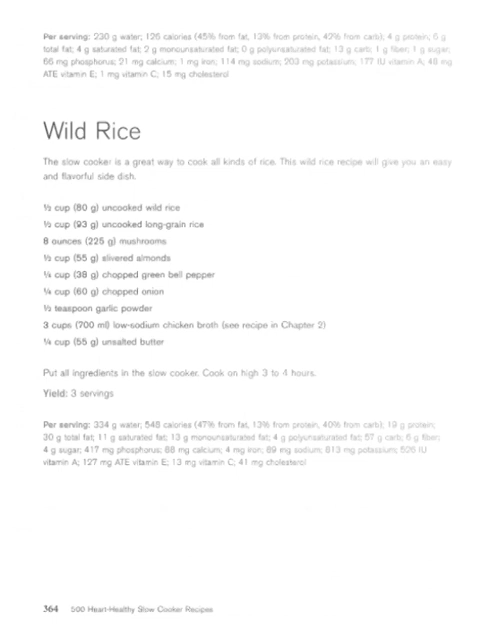 Per serving: 230 g water; 126 calories (45% from fat, 13% from protein, 42% from carb); 4 g protein; 6 g
total fat; 4 g saturated fat; 2 g monounsaturated fat; 0 g polyunsaturated fat; 13 g carb; 1 g fiber; 1 g sugar;
66 mg phosphorus; 21 mg calcium; 1 mg iron; 114 mg sodium; 203 mg potassium; 177 IU vitamin A; 48 mg
ATE vitamin E; 1 mg vitamin C; 15 mg cholesterol
Wild Rice
The slow cooker is a great way to cook all kinds of rice. This wild rice recipe will give you an easy
and flavorful side dish.
½ cup (80 g) uncooked wild rice
½ cup (93 g) uncooked long-grain rice
8 ounces (225 g) mushrooms
½ cup (55 g) slivered almonds
¼ cup (38 g) chopped green bell pepper
¼ cup (60 g) chopped onion
½ teaspoon garlic powder
3 cups (700 ml) low-sodium chicken broth (see recipe in Chapter 2)
¼ cup (55 g) unsalted butter
Put all ingredients in the slow cooker. Cook on high 3 to 4 hours.
Yield: 3 servings
Per serving: 334 g water; 548 calories (47% from fat, 13% from protein, 40% from carb); 19 g protein;
30 g total fat; 11 g saturated fat; 13 g monounsaturated fat; 4 g polyunsaturated fat; 57 g carb; 6 g fiber;
4 g sugar; 417 mg phosphorus; 88 mg calcium; 4 mg iron; 89 mg sodium; 813 mg potassium; 526 IU
vitamin A; 127 mg ATE vitamin E; 13 mg vitamin C; 41 mg cholesterol
364 500 Heart-Healthy Slow Cooker Recipes